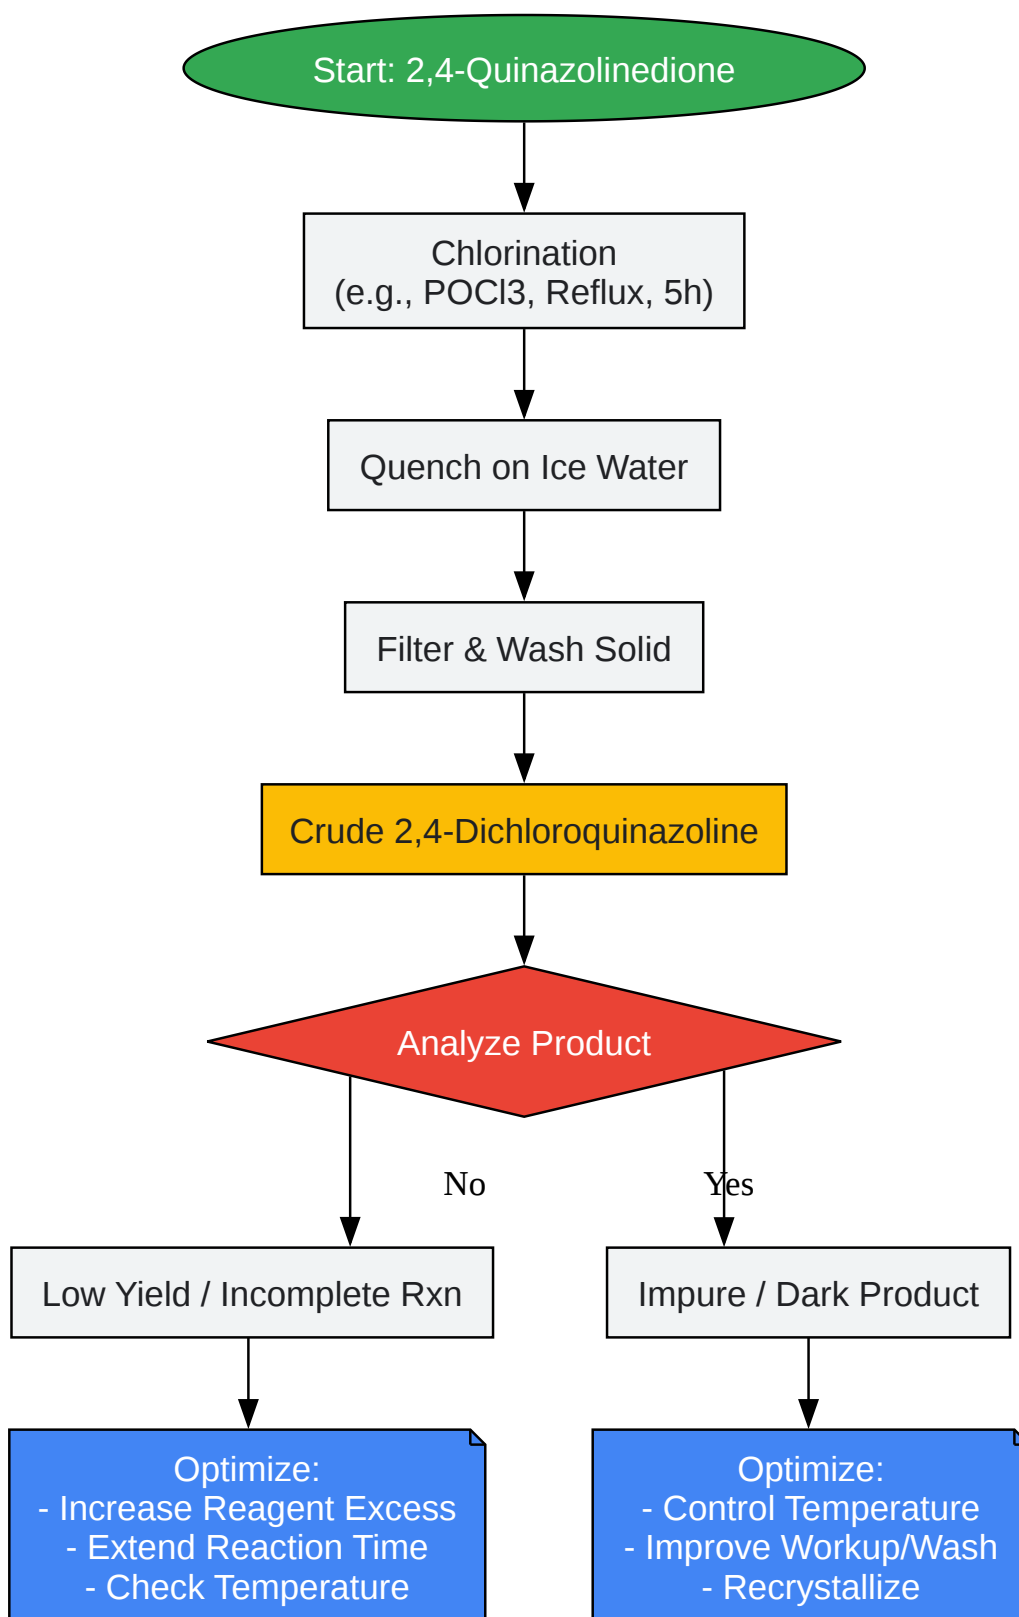 Start: 2,4-Quinazolinedione
Chlorination
(e.g., POCl3, Reflux, 5h)
Quench on Ice Water
Filter & Wash Solid
Crude 2,4-Dichloroquinazoline
Analyze Product
No
Yes
Low Yield / Incomplete Rxn
Impure / Dark Product
Optimize:
- Increase Reagent Excess
- Extend Reaction Time
- Check Temperature
Optimize:
- Control Temperature
- Improve Workup/Wash
- Recrystallize